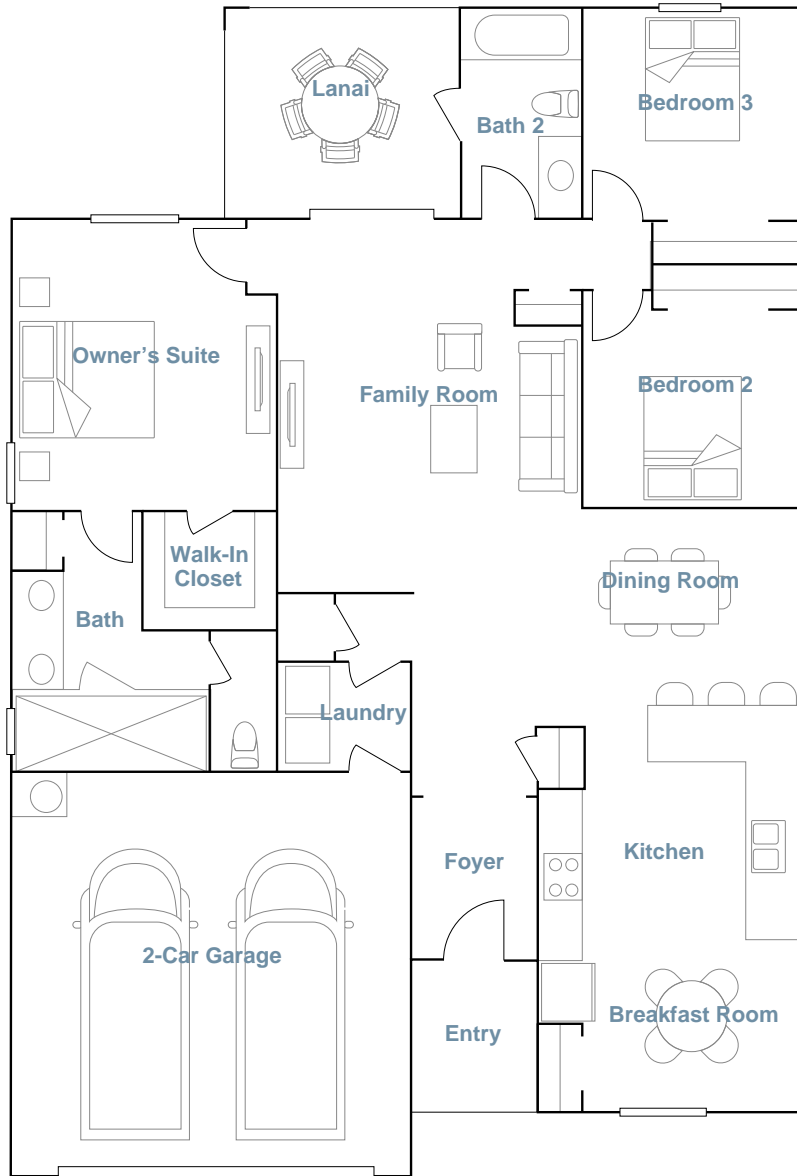 Lanai
Bath 2
Bedroom 3
Owner’s Suite
Family Room
Bedroom 2
Walk-In
Closet
Bath
Dining Room
Laundry
Foyer
Kitchen
2-Car Garage
Entry
Breakfast Room